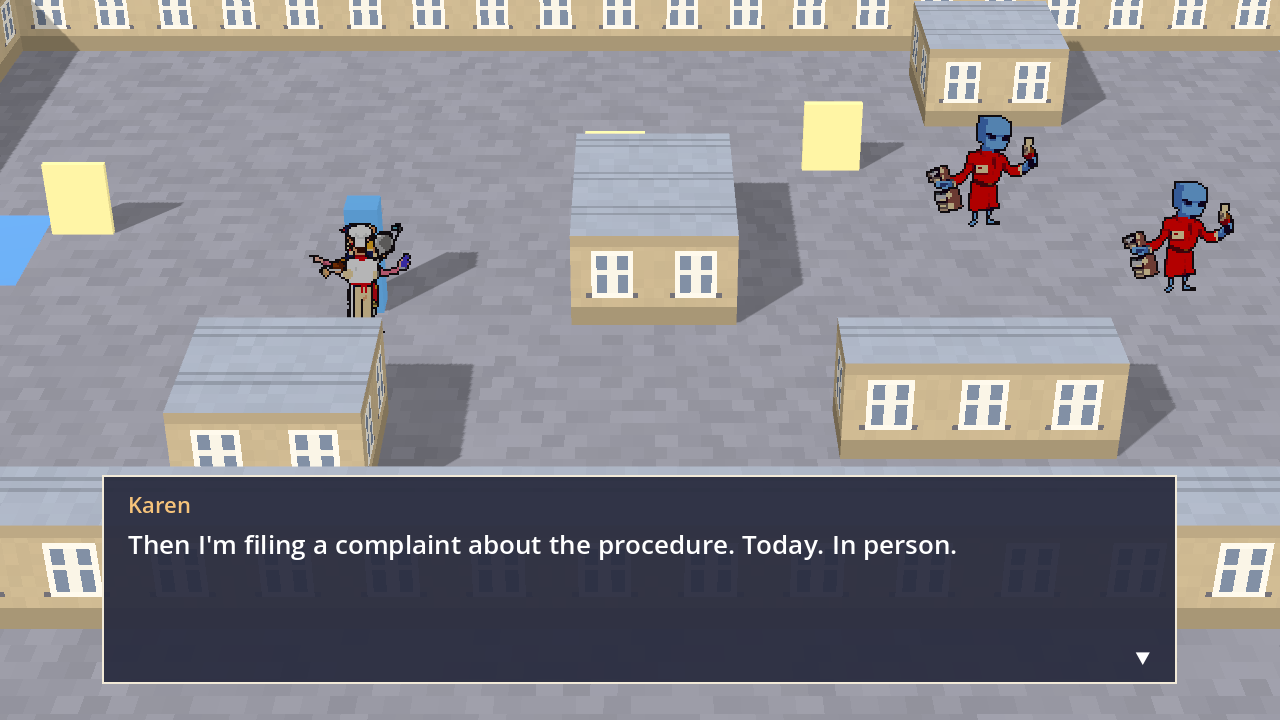 Karen
Then I'm filing a complaint about the procedure. Today. In person.